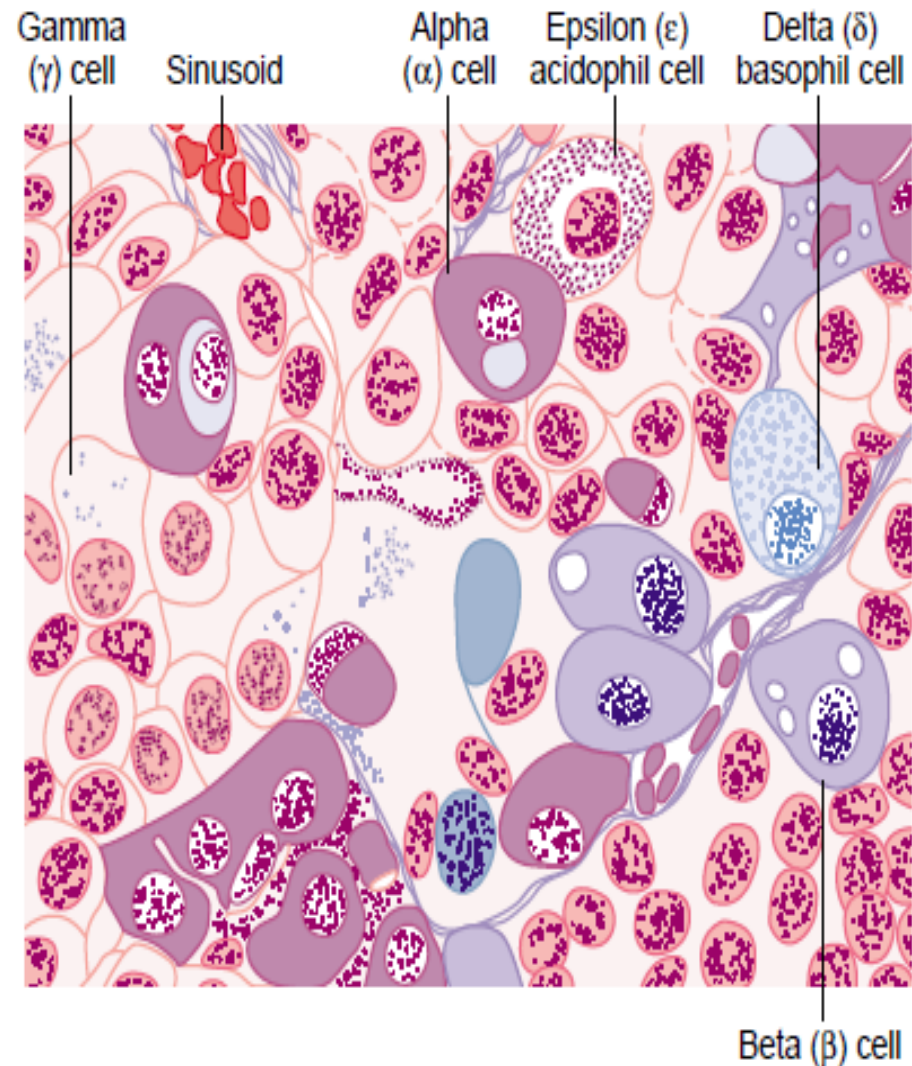 Gamma
(γ) cell
Sinusoid
Alpha
(α) cell
Epsilon (ε)
acidophil cell
Delta (δ)
basophil cell
Beta (β) cell